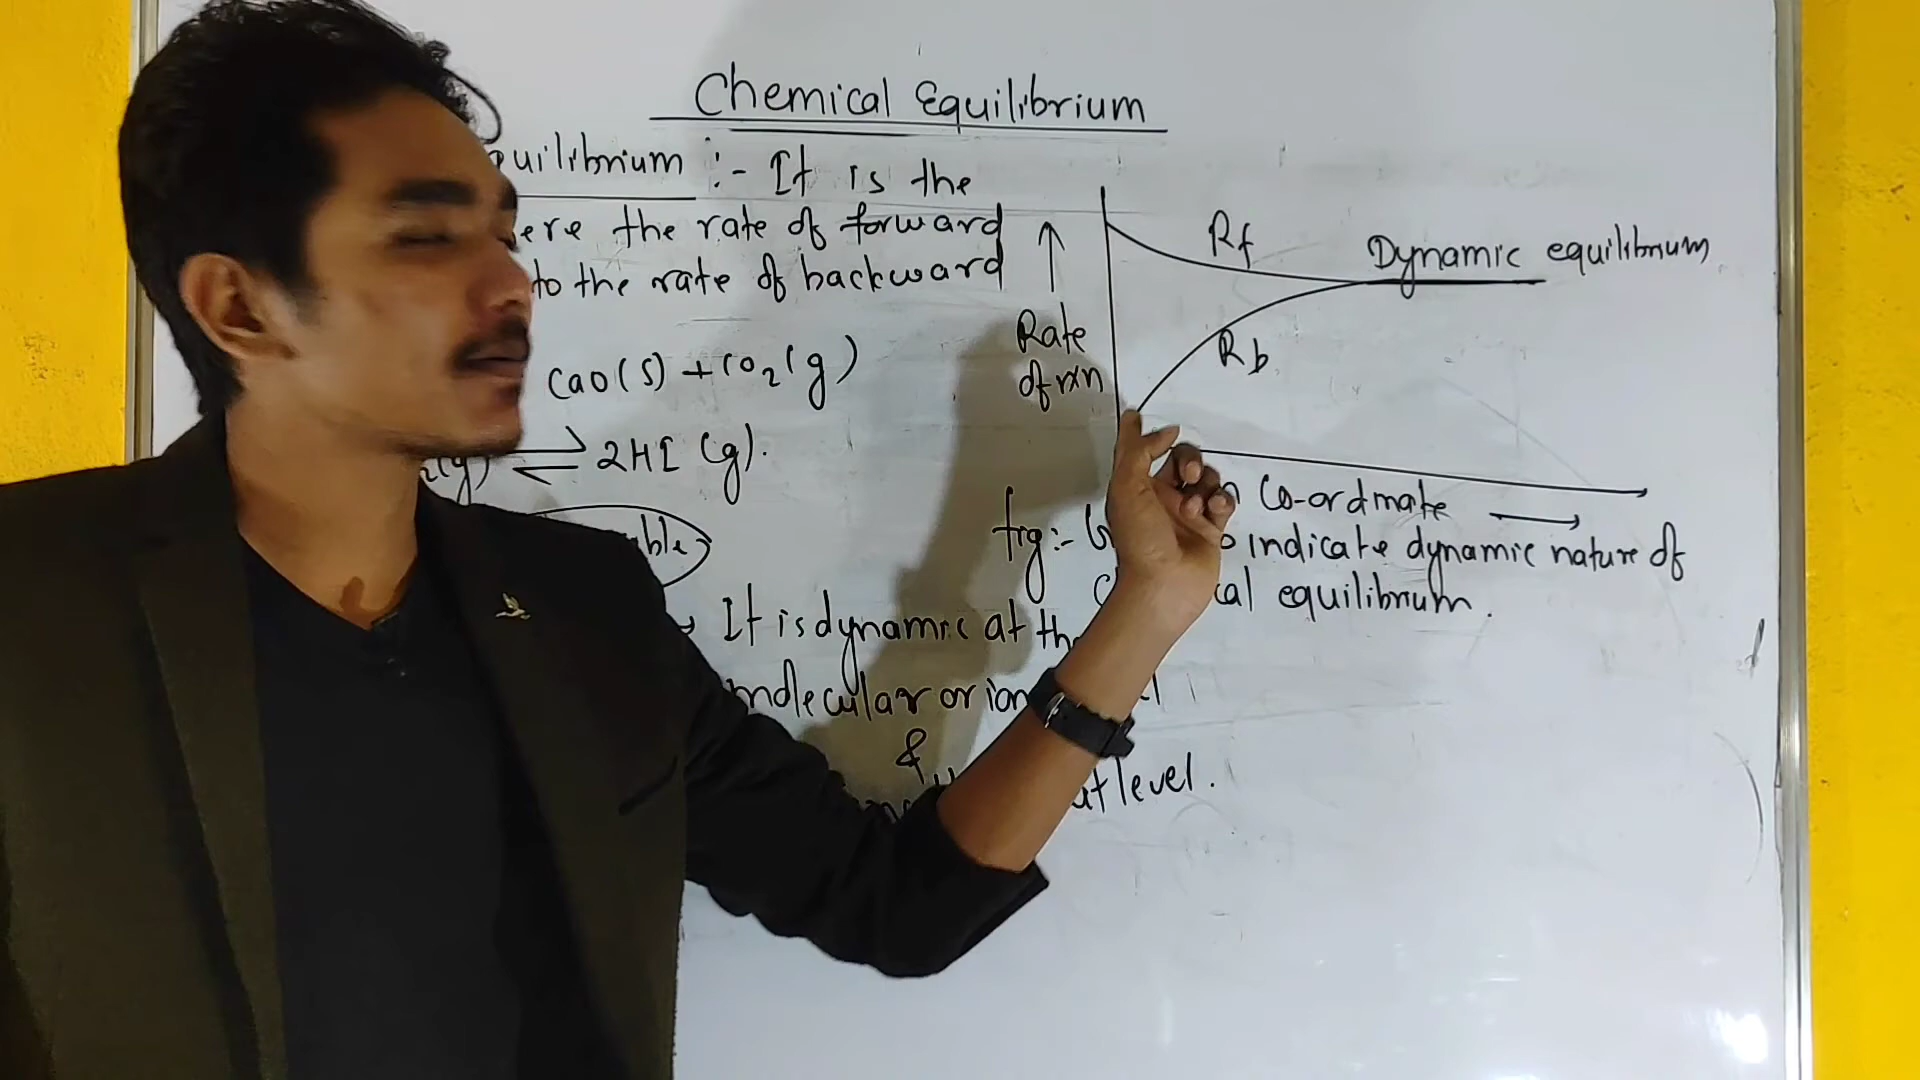 Chemical Equilibrium
quilibrium :- It is the
ere the rate of forward
to the rate of backward
CaO(s) + CO₂(g)
2(g) ⇌ 2HI (g).
ble
It is dynamic at
molecular or ion
&
at level.
Rf
Dynamic equilibrium
Rb
Rate
of rxn
Co-ordinate →
fig:- indicate dynamic nature of
cal equilibrium.